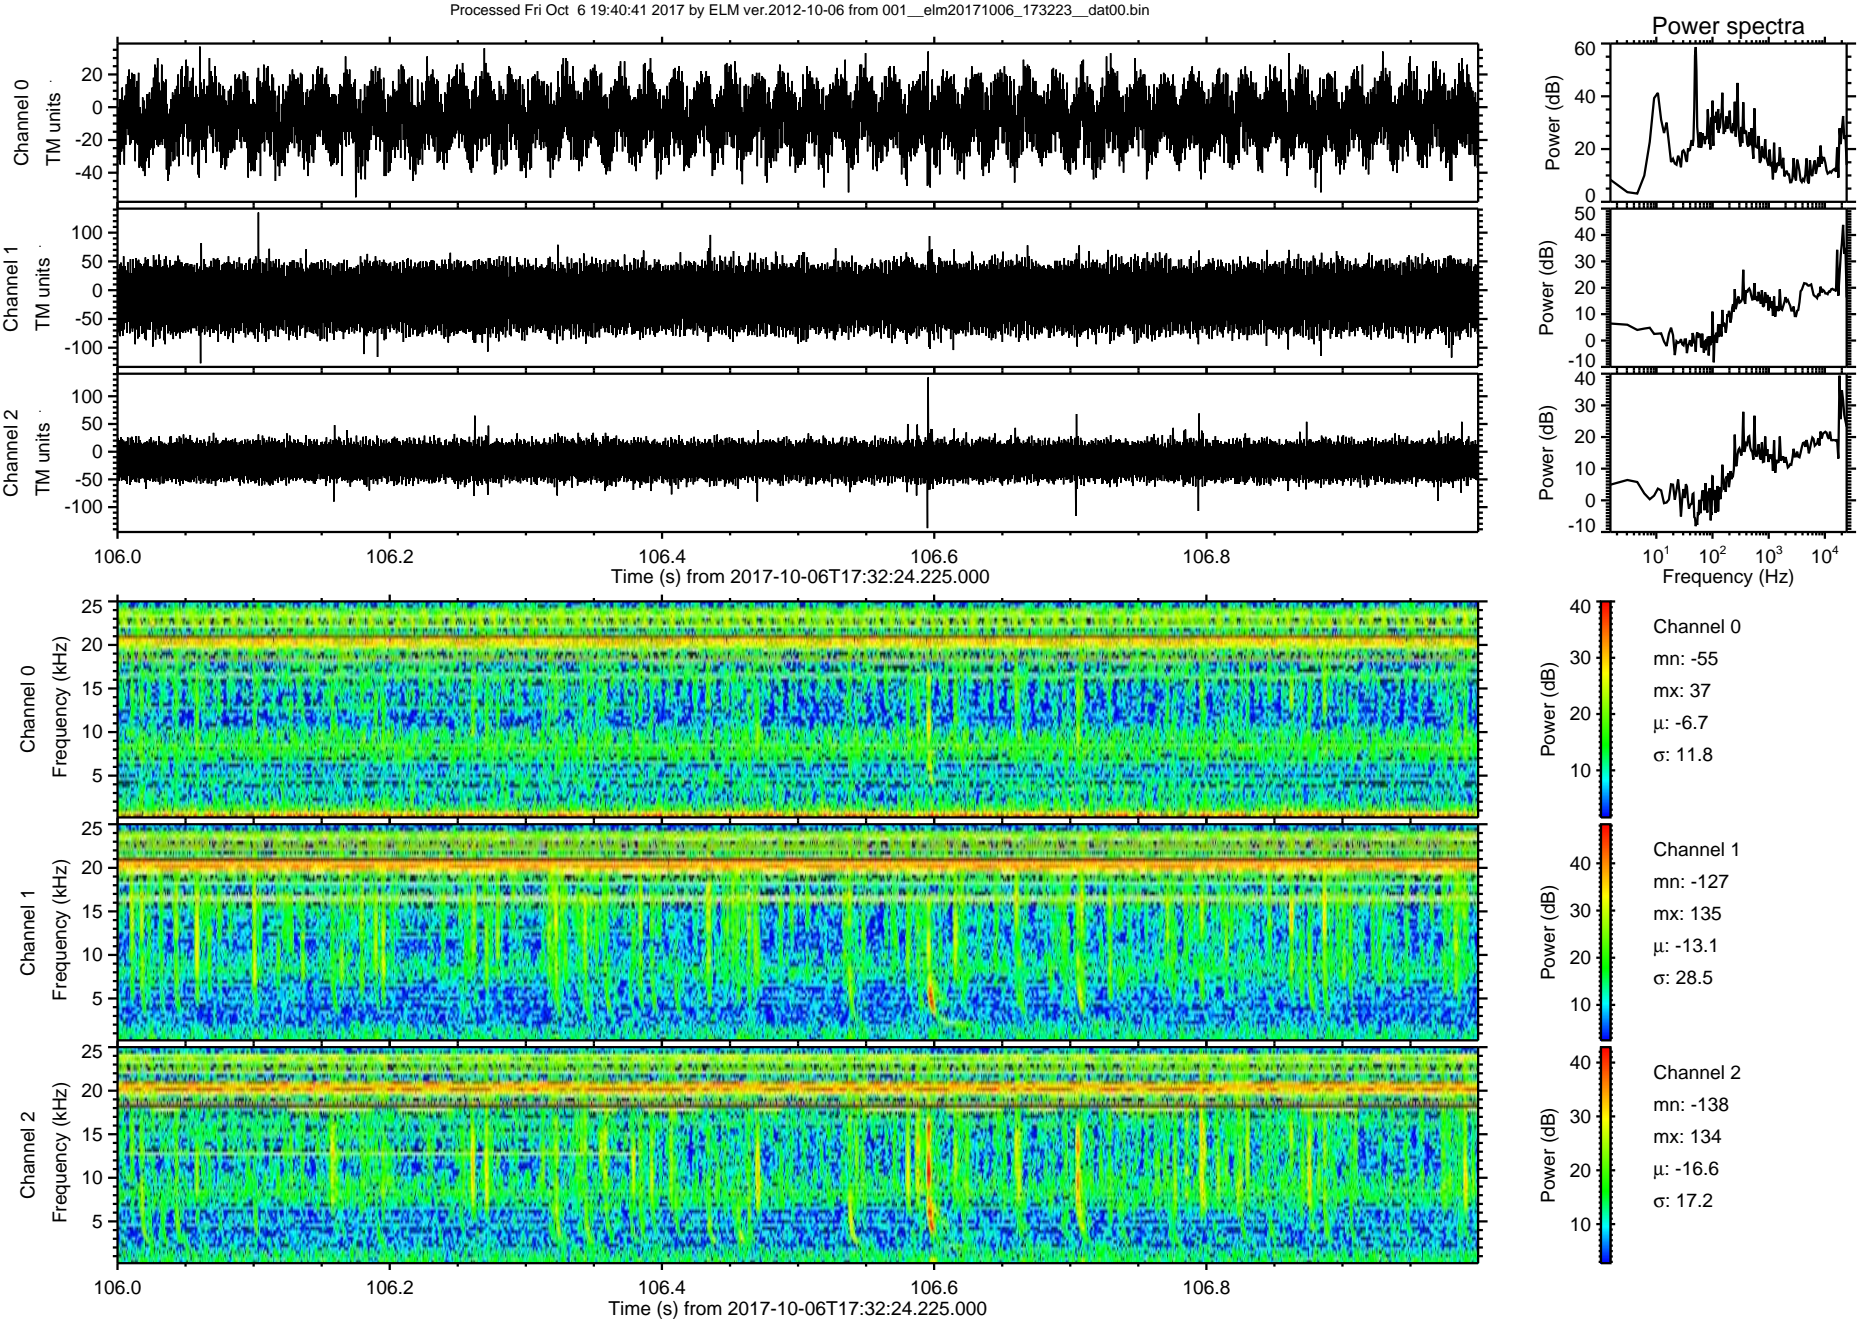 Processed Fri Oct  6 19:40:41 2017 by ELM ver.2012-10-06 from 001__elm20171006_173223__dat00.bin
Power spectra
Channel 0
TM units
20
0
-20
-40
Power (dB)
60
40
20
0
Channel 1
TM units
100
50
0
-50
-100
Power (dB)
50
40
30
20
10
0
-10
Channel 2
TM units
100
50
0
-50
-100
Power (dB)
40
30
20
10
0
-10
106.0
106.2
106.4
106.6
106.8
Time (s) from 2017-10-06T17:32:24.225.000
10^1
10^2
10^3
10^4
Frequency (Hz)
Channel 0
Frequency (kHz)
25
20
15
10
5
Power (dB)
40
30
20
10
Channel 0
mn: -55
mx: 37
μ: -6.7
σ: 11.8
Channel 1
Frequency (kHz)
25
20
15
10
5
Power (dB)
40
30
20
10
Channel 1
mn: -127
mx: 135
μ: -13.1
σ: 28.5
Channel 2
Frequency (kHz)
25
20
15
10
5
Power (dB)
40
30
20
10
Channel 2
mn: -138
mx: 134
μ: -16.6
σ: 17.2
106.0
106.2
106.4
106.6
106.8
Time (s) from 2017-10-06T17:32:24.225.000